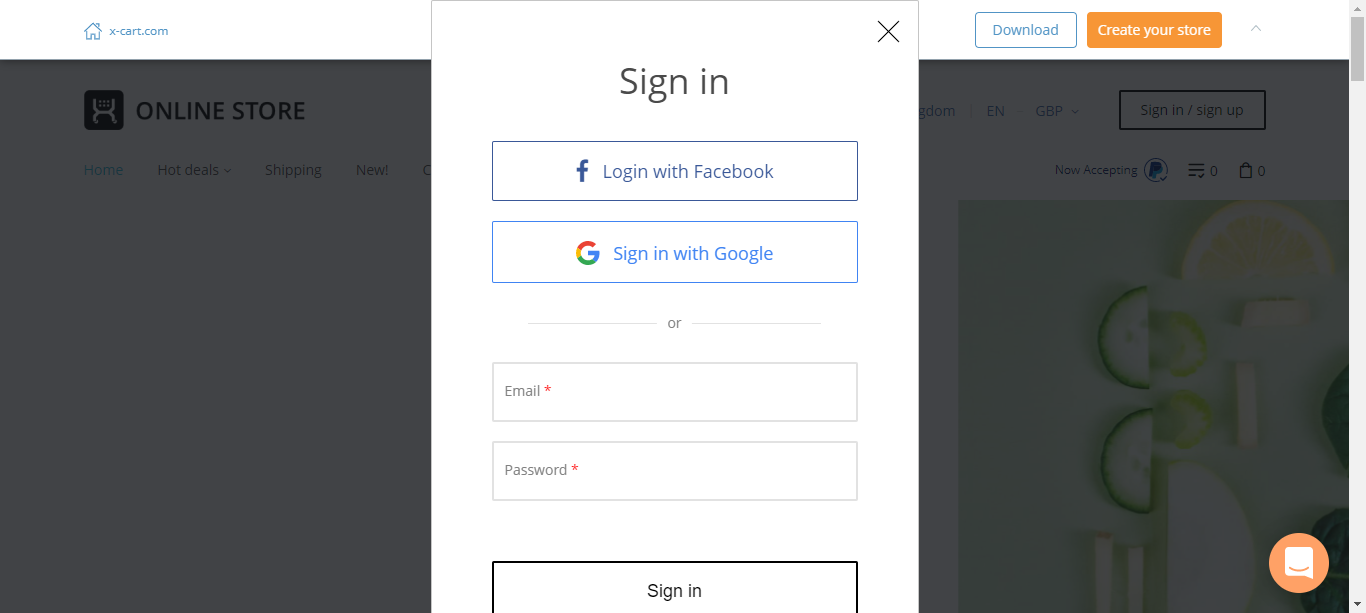 x-cart.com
Download
Create your store
Sign in
ONLINE STORE
EN
GBP
Sign in / sign up
Login with Facebook
Home
Hot deals
Shipping
New!
Now Accepting
0
0
Sign in with Google
or
Email *
Password *
Sign in